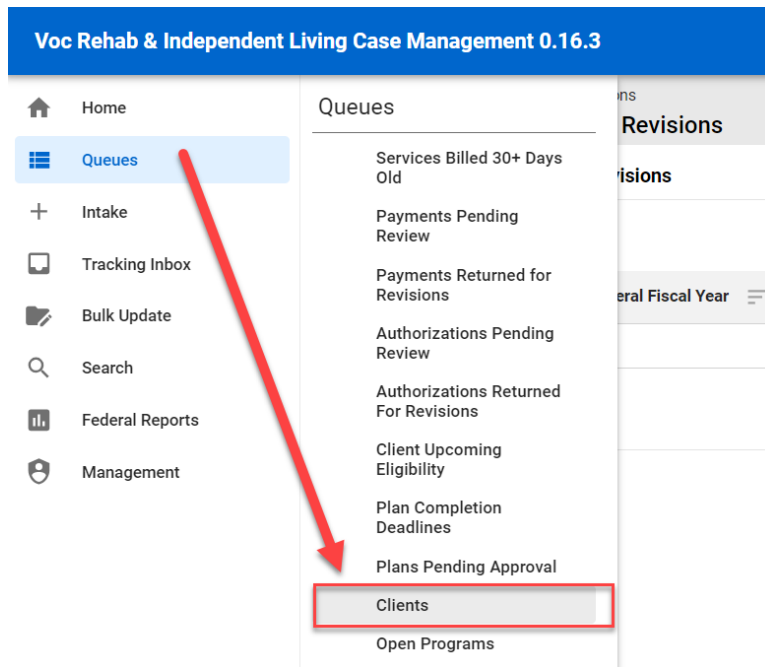 Voc Rehab & Independent Living Case Management 0.16.3
Home
Queues
Intake
Tracking Inbox
Bulk Update
Search
Federal Reports
Management
Queues
Services Billed 30+ Days
Old
Payments Pending
Review
Payments Returned for
Revisions
Authorizations Pending
Review
Authorizations Returned
For Revisions
Client Upcoming
Eligibility
Plan Completion
Deadlines
Plans Pending Approval
Clients
Open Programs
ons
Revisions
visions
eral Fiscal Year